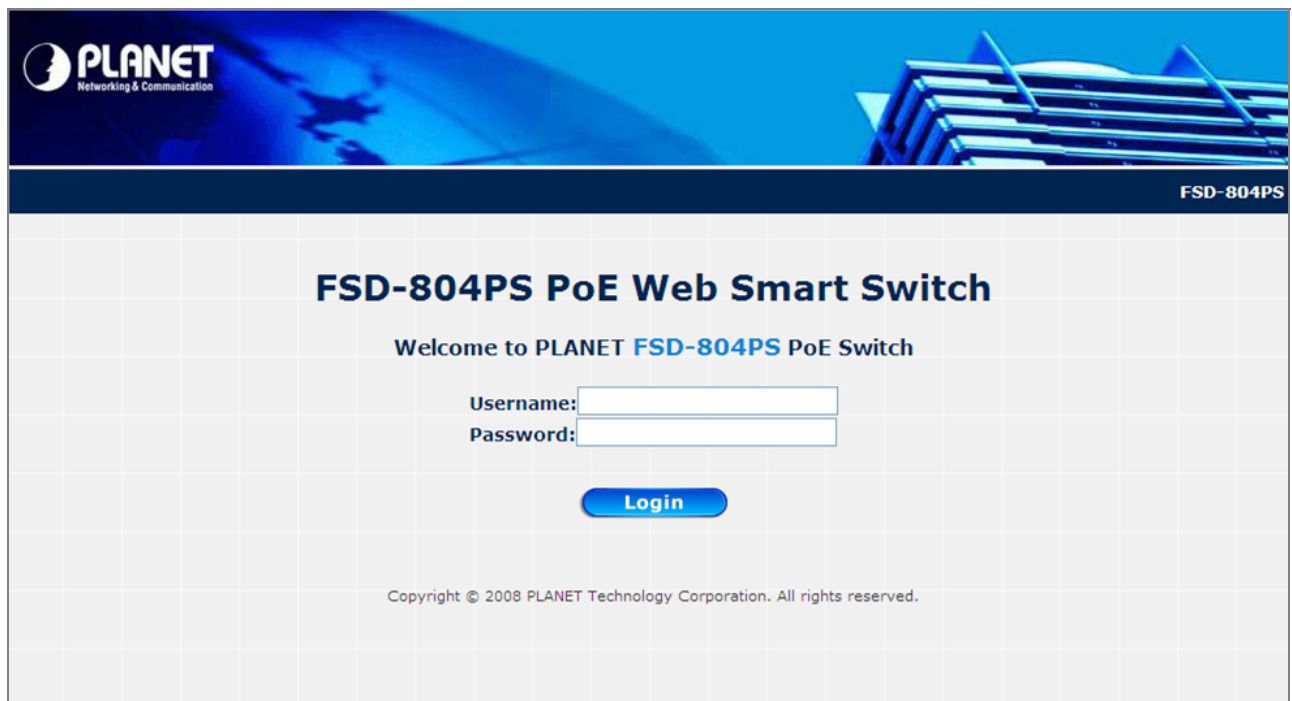 PLANET
Networking & Communication
FSD-804PS
FSD-804PS PoE Web Smart Switch
Welcome to PLANET FSD-804PS PoE Switch
Username:
Password:
Login
Copyright © 2008 PLANET Technology Corporation. All rights reserved.